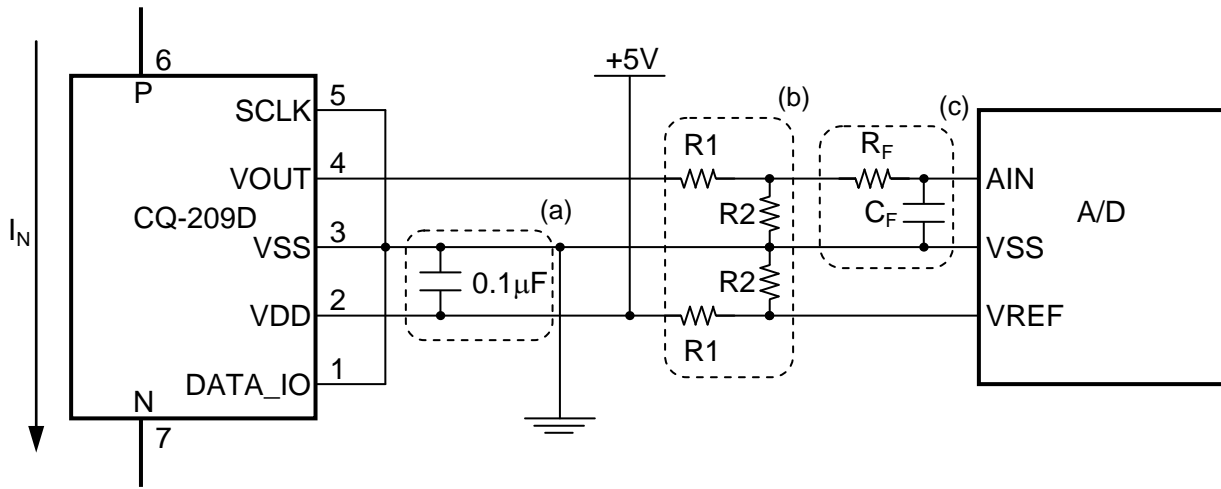 6
P
+5V
SCLK
5
(b)
(c)
R1
RF
VOUT
4
AIN
CQ-209D
(a)
R2
CF
A/D
IN
VSS
3
VSS
0.1μF
R2
VDD
2
VREF
R1
DATA_IO
1
N
7